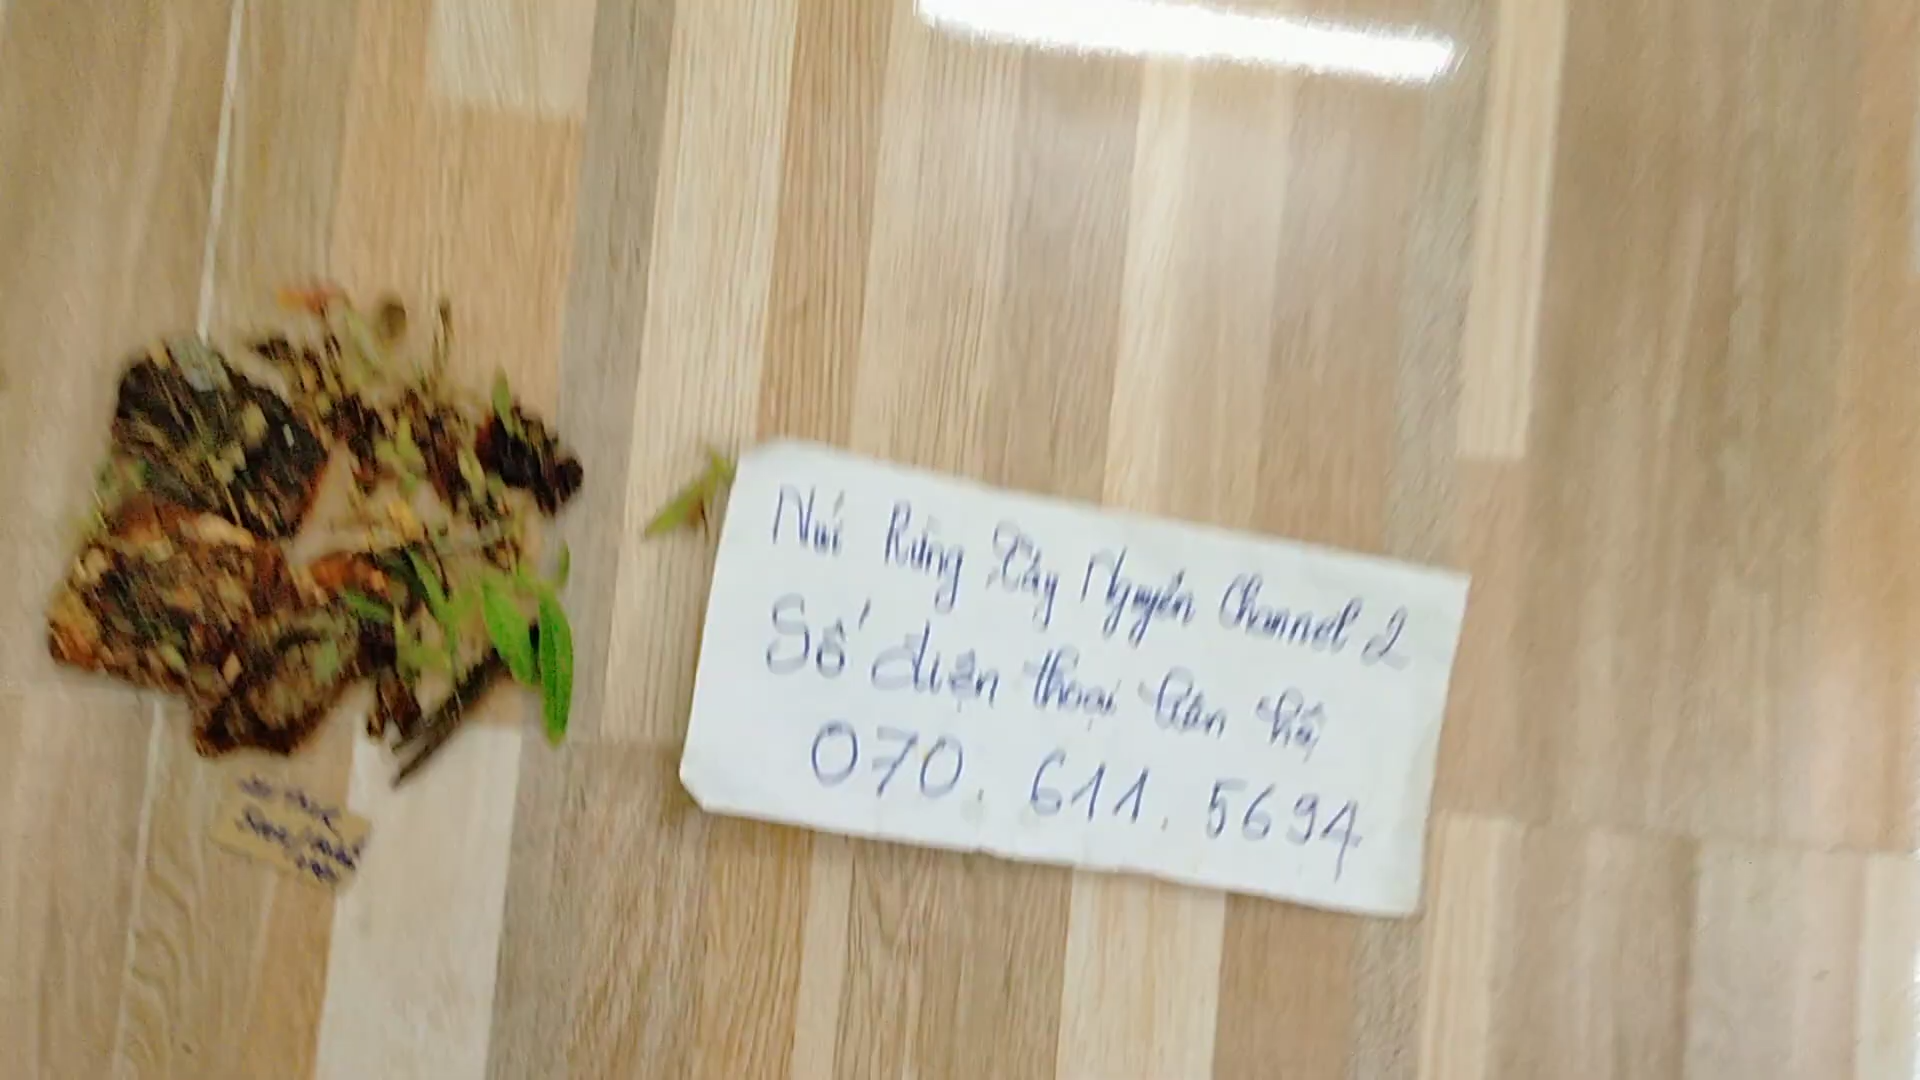 Núi Rừng Tây Nguyên Channel 2
Số điện thoại liên hệ
070.611.5694